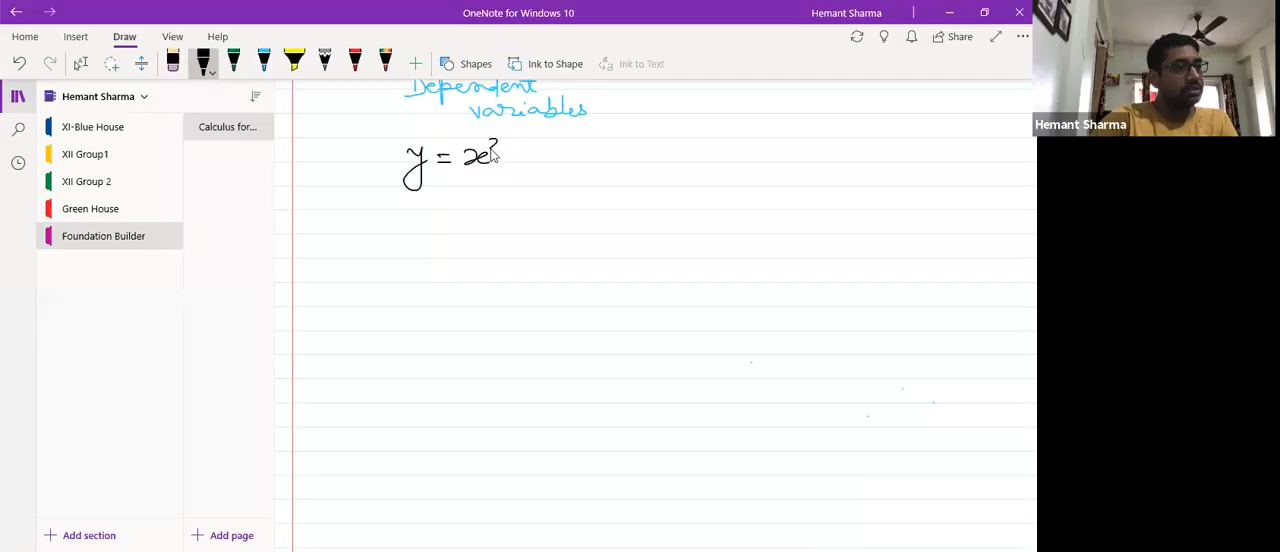 OneNote for Windows 10
Hemant Sharma
Home Insert Draw View Help
Share
Shapes
Ink to Shape
Ink to Text
Hemant Sharma
XI-Blue House
XII Group1
XII Group 2
Green House
Foundation Builder
Add section
Calculus for...
Add page
Dependent
variables
y = x²
Hemant Sharma